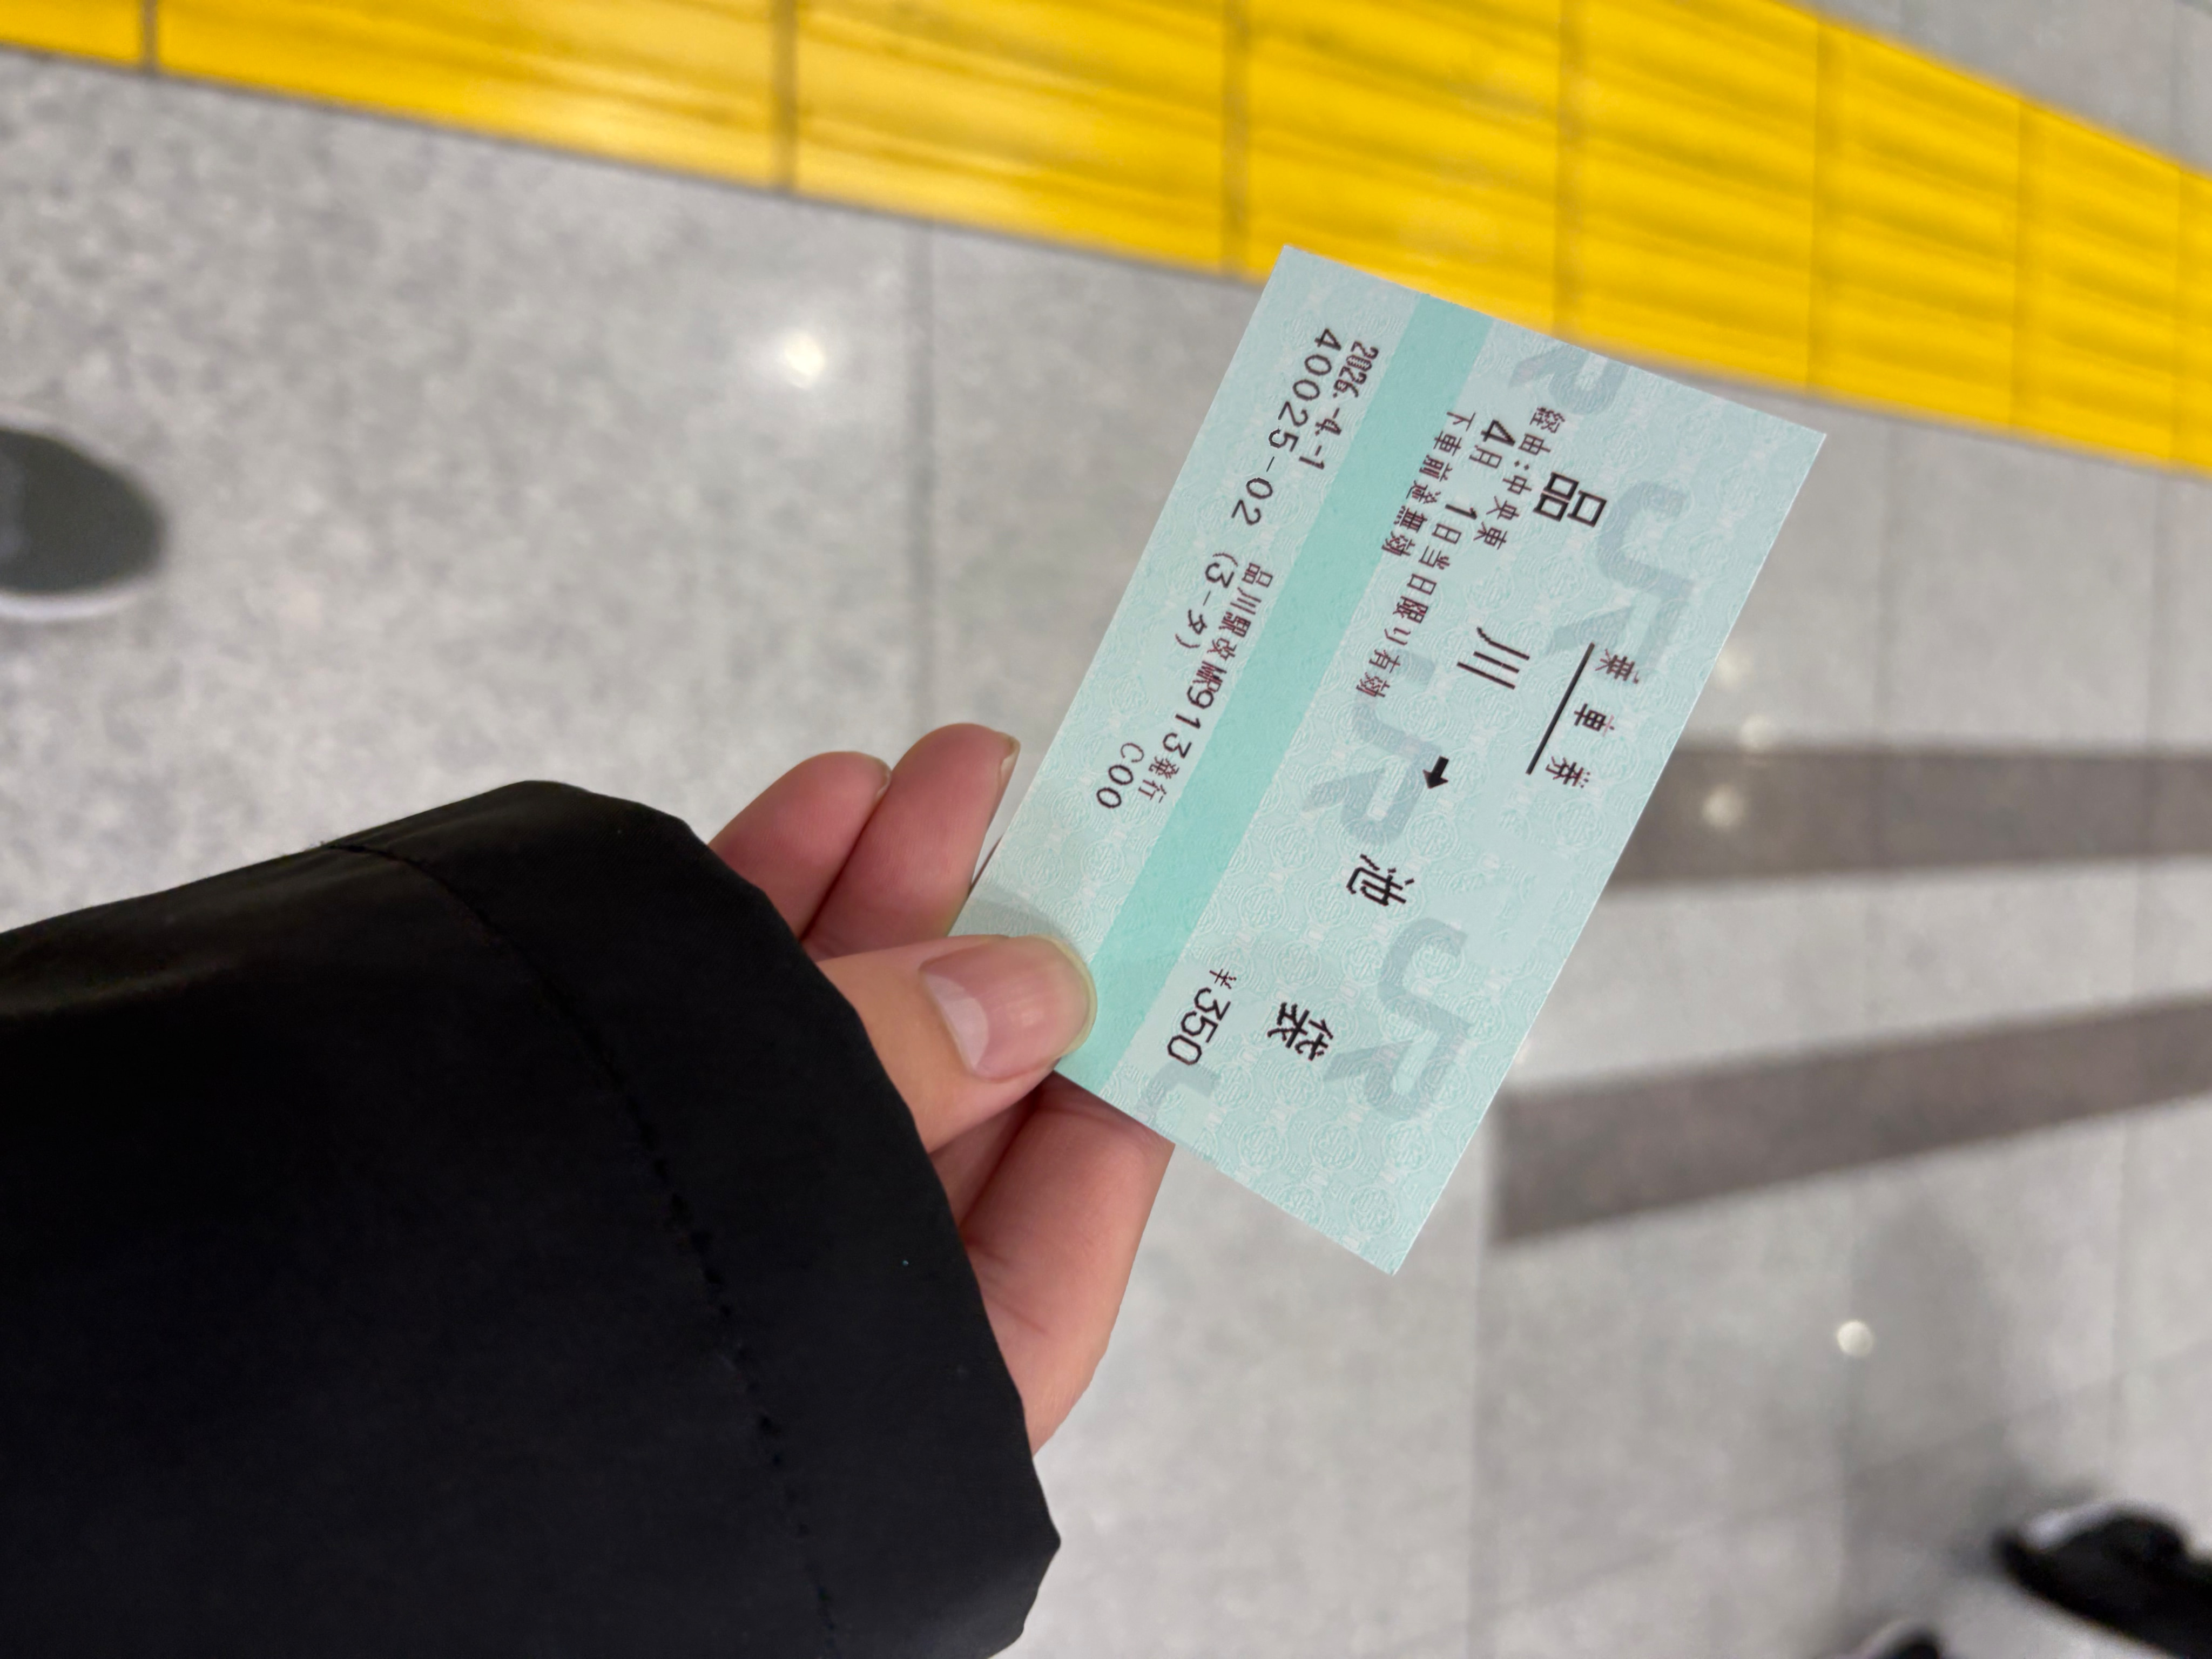 乗車券
品川 → 池袋
経由:中央東
4月 1日当日限り有効 ¥350
下車前途無効
2026.-4.-1 品川駅改MR913発行
40025-02 (3-タ) C00